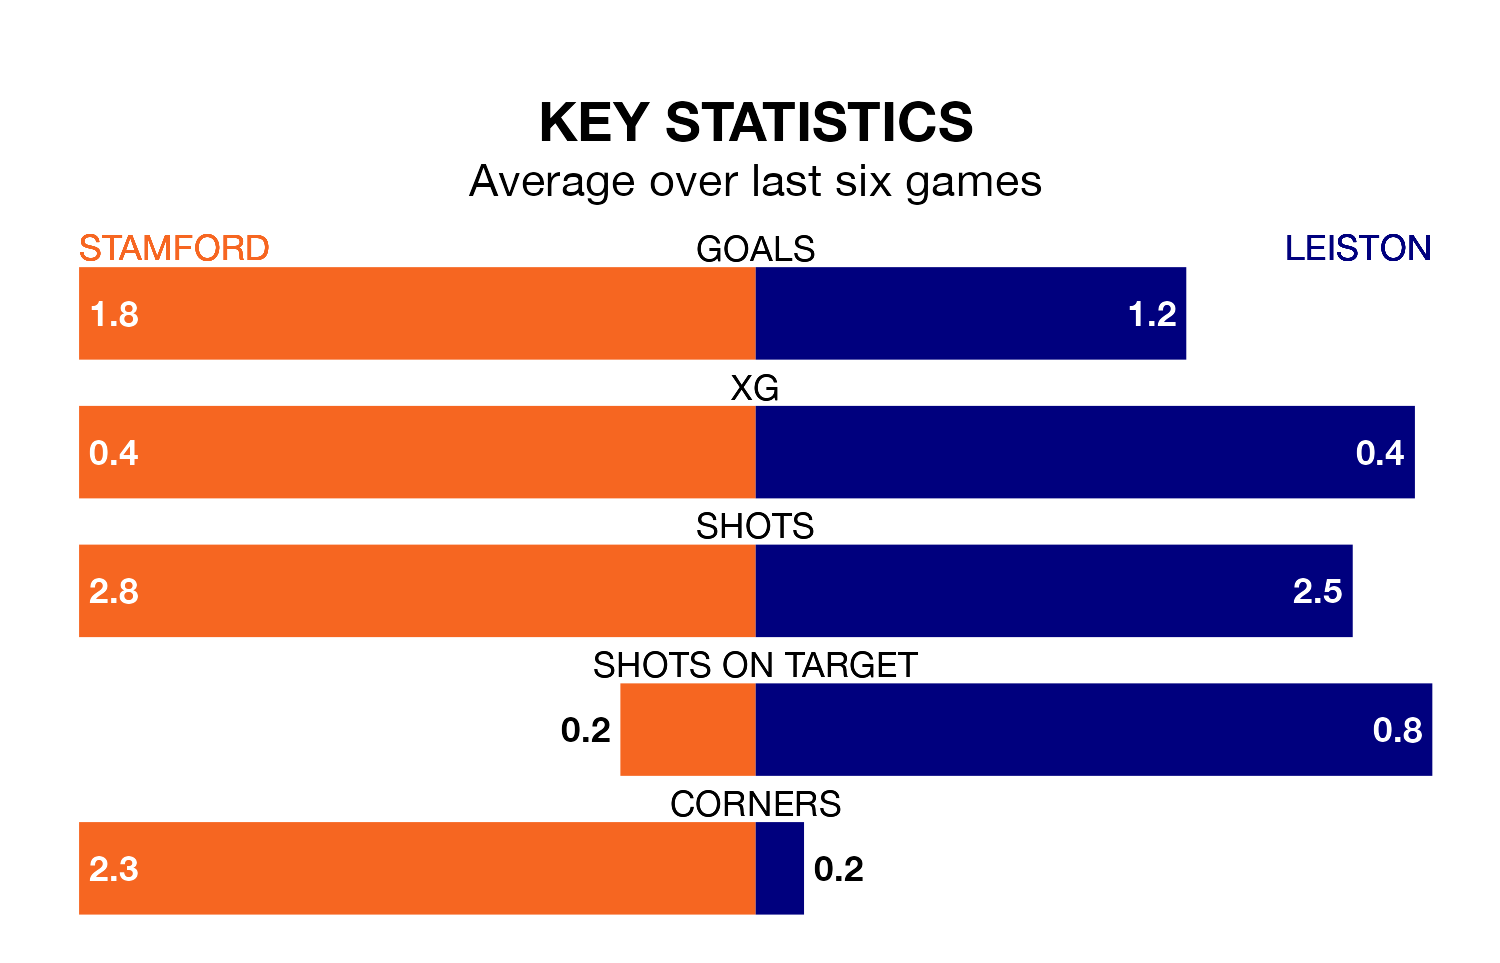 KEY STATISTICS
Average over last six games
STAMFORD GOALS LEISTON
1.8 1.2
XG
0.4 0.4
SHOTS
2.8 2.5
SHOTS ON TARGET
0.2 0.8
CORNERS
2.3 0.2